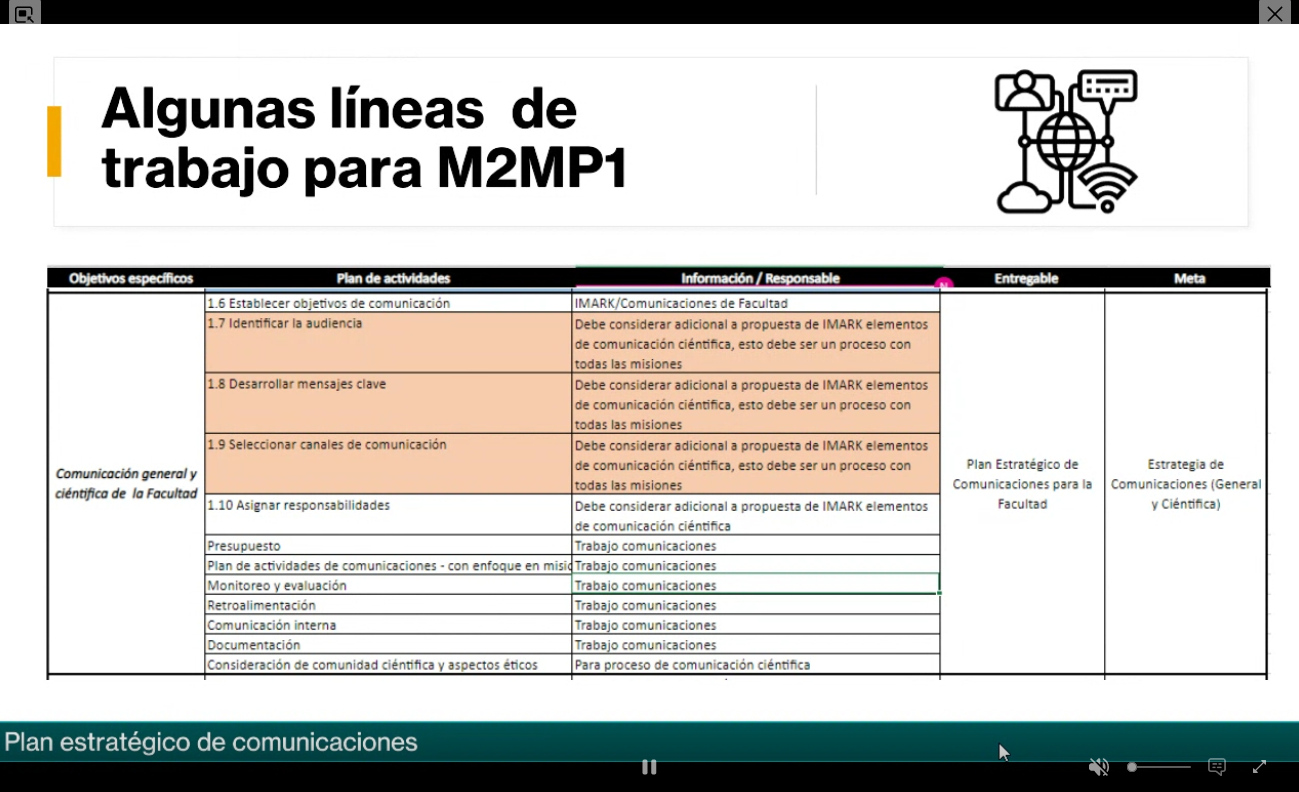 Algunas líneas de
trabajo para M2MP1
Objetivos específicos
Plan de actividades
Información / Responsable
Entregable
Meta
Comunicación general y
ciéntifica de la Facultad
1.6 Establecer objetivos de comunicación
IMARK/Comunicaciones de Facultad
1.7 Identificar la audiencia
Debe considerar adicional a propuesta de IMARK elementos
de comunicación ciéntifica, esto debe ser un proceso con
todas las misiones
1.8 Desarrollar mensajes clave
Debe considerar adicional a propuesta de IMARK elementos
de comunicación ciéntifica, esto debe ser un proceso con
todas las misiones
1.9 Seleccionar canales de comunicación
Debe considerar adicional a propuesta de IMARK elementos
de comunicación ciéntifica, esto debe ser un proceso con
todas las misiones
1.10 Asignar responsabilidades
Debe considerar adicional a propuesta de IMARK elementos
de comunicación ciéntifica
Presupuesto
Trabajo comunicaciones
Plan de actividades de comunicaciones - con enfoque en misio
Trabajo comunicaciones
Monitoreo y evaluación
Trabajo comunicaciones
Retroalimentación
Trabajo comunicaciones
Comunicación interna
Trabajo comunicaciones
Documentación
Trabajo comunicaciones
Consideración de comunidad ciéntifica y aspectos éticos
Para proceso de comunicación ciéntifica
Plan Estratégico de
Comunicaciones para la
Facultad
Estrategia de
Comunicaciones (General
y Ciéntifica)
Plan estratégico de comunicaciones